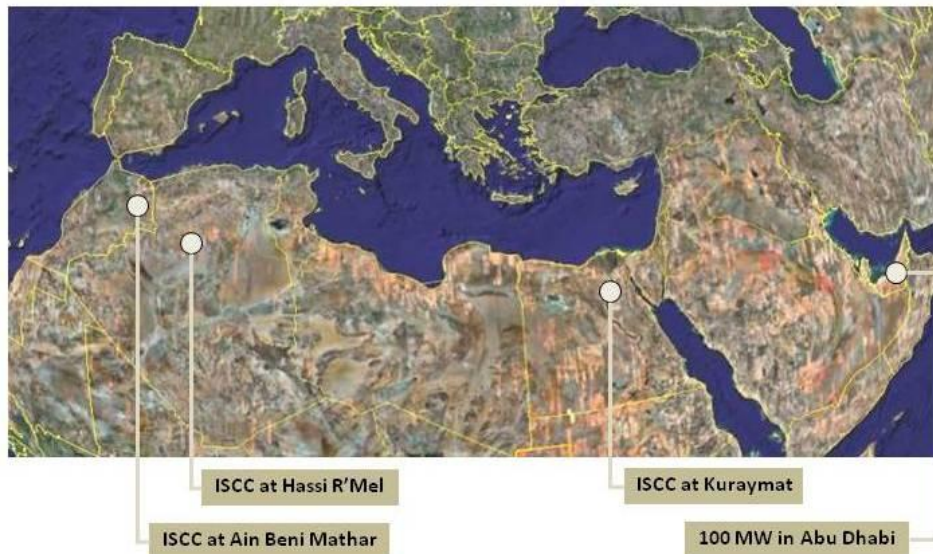 ISCC at Hassi R'Mel
ISCC at Kuraymat
ISCC at Ain Beni Mathar
100 MW in Abu Dhabi